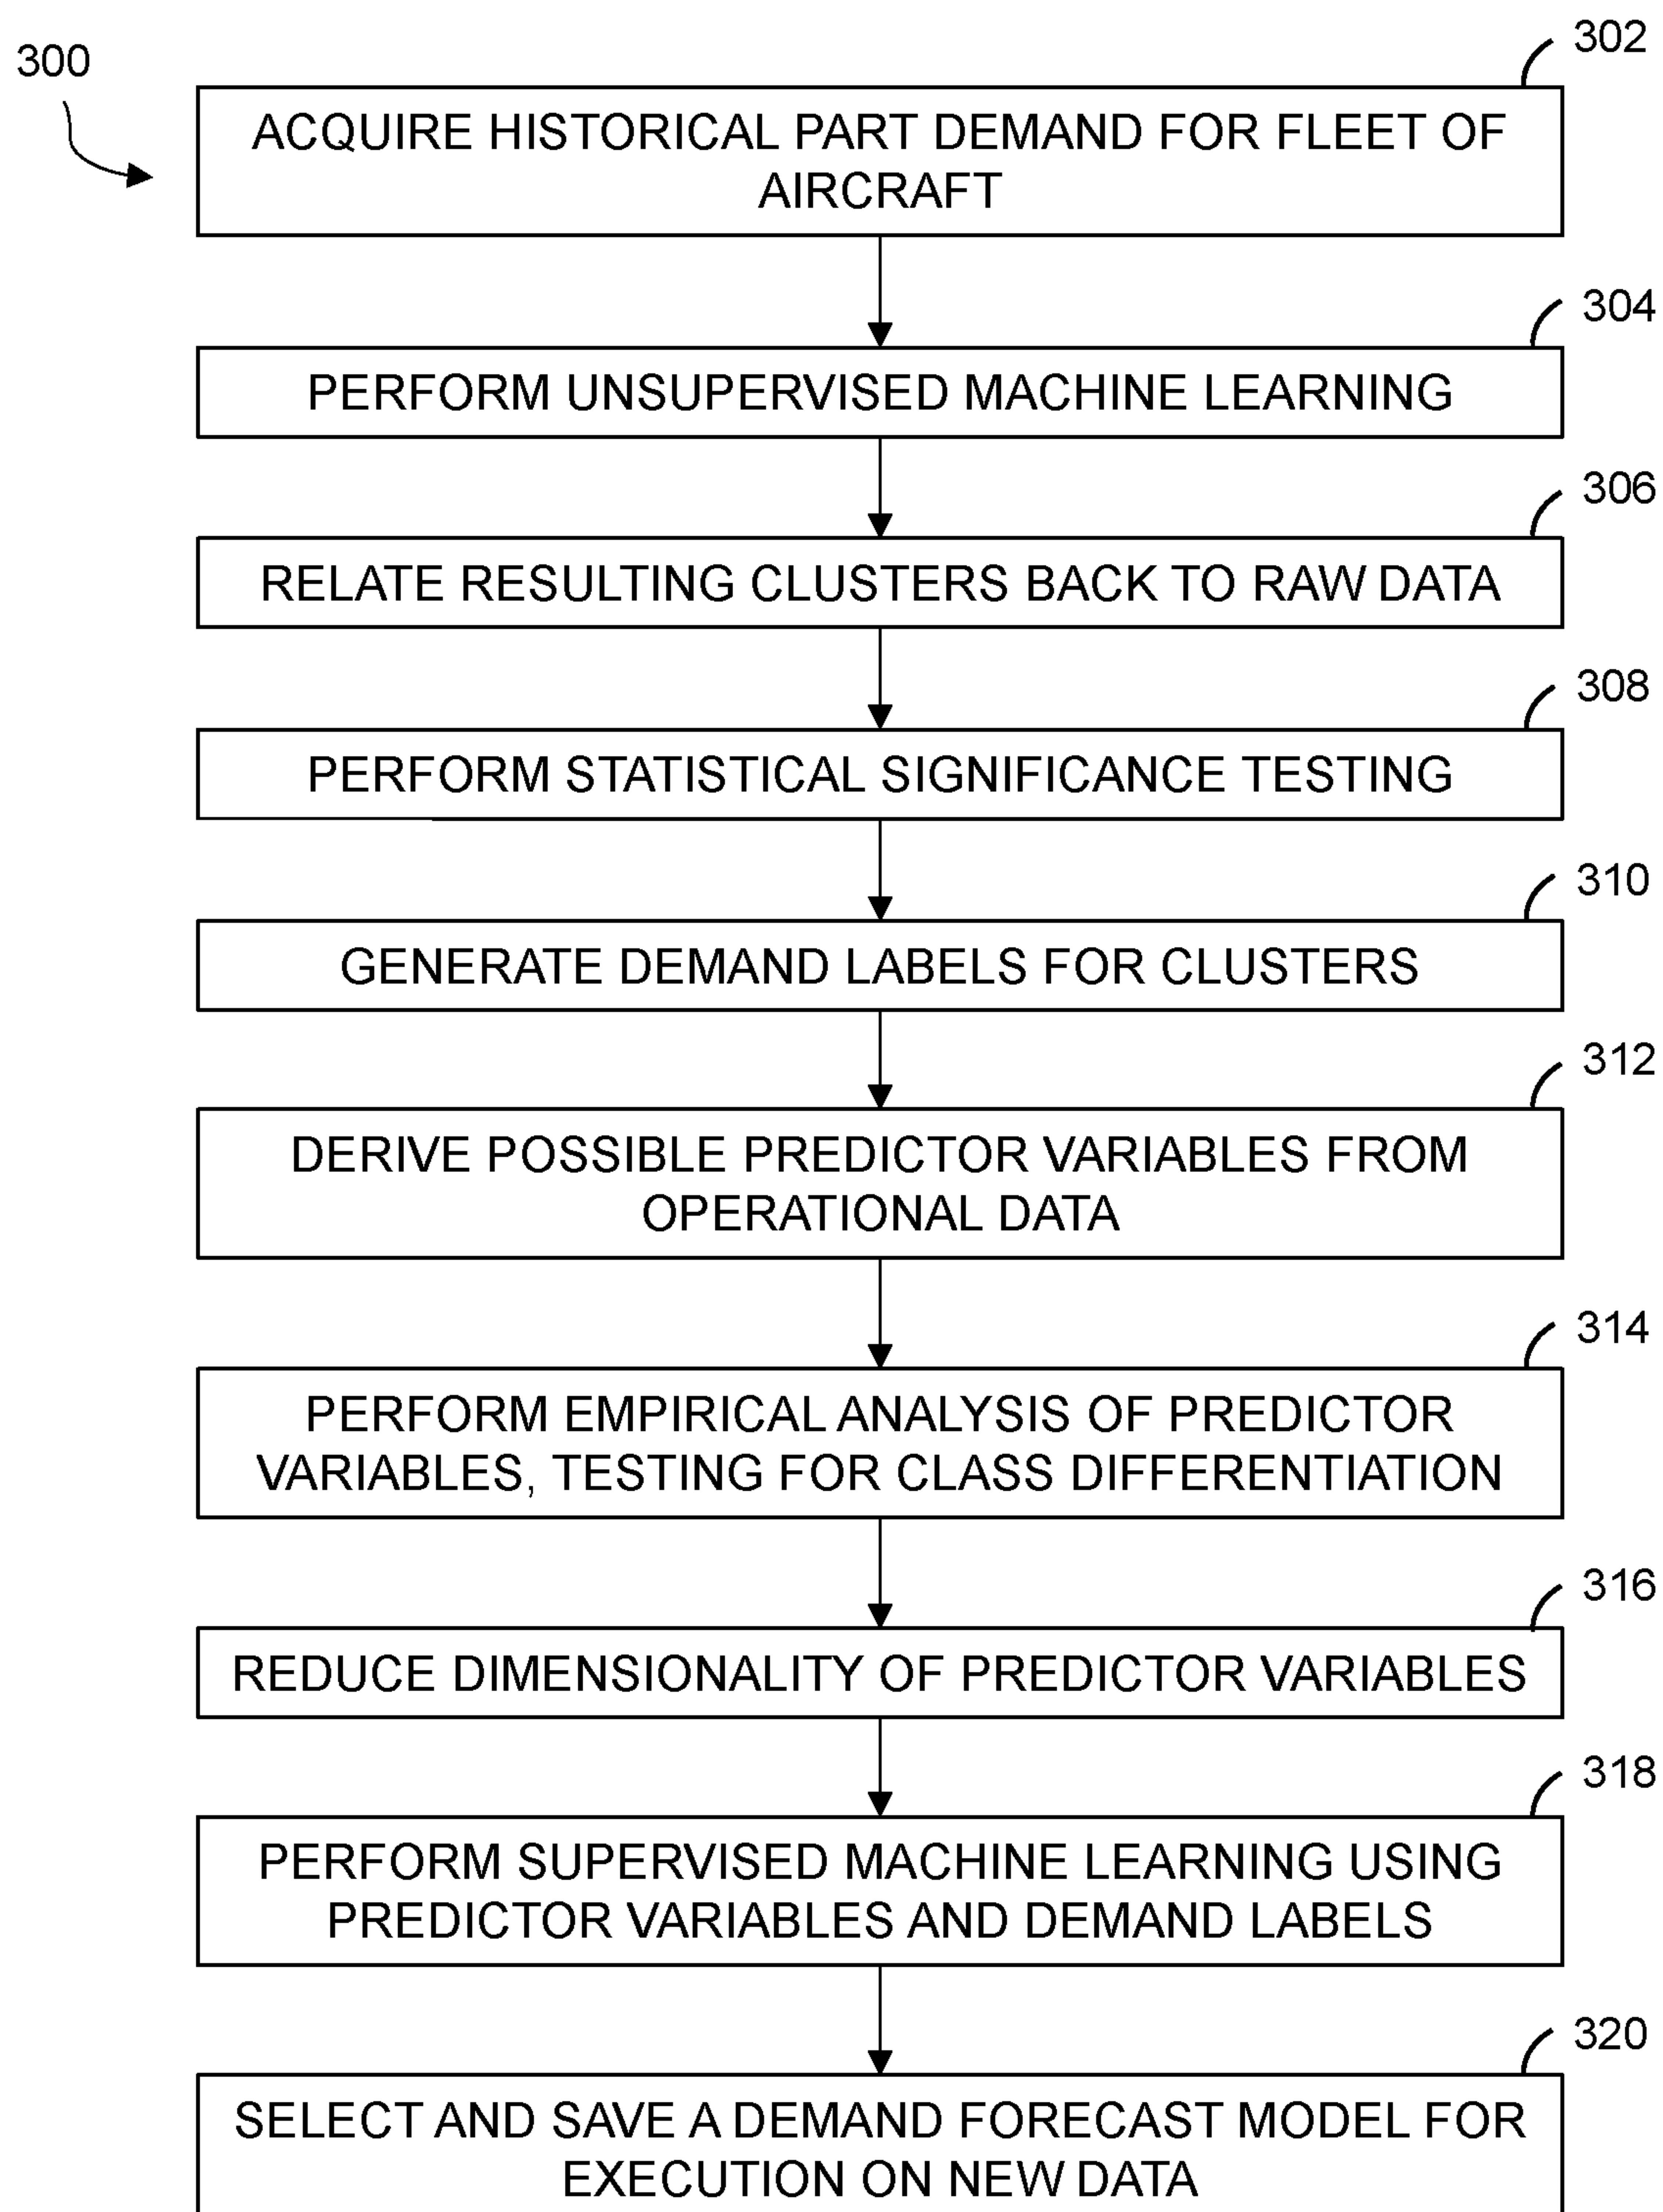 300
302
ACQUIRE HISTORICAL PART DEMAND FOR FLEET OF
AIRCRAFT
304
PERFORM UNSUPERVISED MACHINE LEARNING
306
RELATE RESULTING CLUSTERS BACK TO RAW DATA
308
PERFORM STATISTICAL SIGNIFICANCE TESTING
310
GENERATE DEMAND LABELS FOR CLUSTERS
312
DERIVE POSSIBLE PREDICTOR VARIABLES FROM
OPERATIONAL DATA
314
PERFORM EMPIRICAL ANALYSIS OF PREDICTOR
VARIABLES, TESTING FOR CLASS DIFFERENTIATION
316
REDUCE DIMENSIONALITY OF PREDICTOR VARIABLES
318
PERFORM SUPERVISED MACHINE LEARNING USING
PREDICTOR VARIABLES AND DEMAND LABELS
320
SELECT AND SAVE A DEMAND FORECAST MODEL FOR
EXECUTION ON NEW DATA